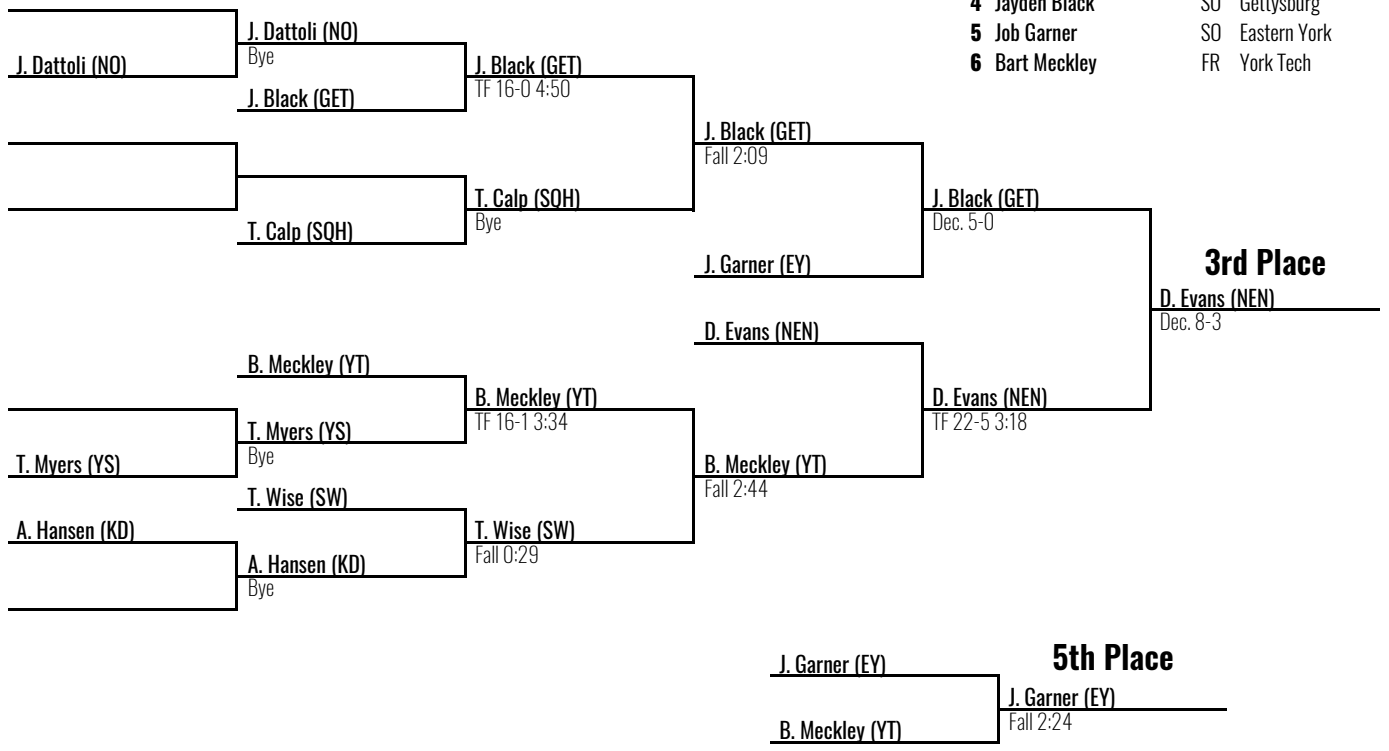 4 Jayden Black SO Gettysburg
5 Job Garner SO Eastern York
6 Bart Meckley FR York Tech
J. Dattoli (NO)
J. Dattoli (NO)
Bye
J. Black (GET)
J. Black (GET)
TF 16-0 4:50
T. Calp (SQH)
T. Calp (SQH)
Bye
J. Black (GET)
Fall 2:09
J. Garner (EY)
J. Black (GET)
Dec. 5-0
3rd Place
D. Evans (NEN)
Dec. 8-3
D. Evans (NEN)
D. Evans (NEN)
TF 22-5 3:18
B. Meckley (YT)
B. Meckley (YT)
TF 16-1 3:34
T. Myers (YS)
T. Myers (YS)
Bye
B. Meckley (YT)
Fall 2:44
T. Wise (SW)
T. Wise (SW)
Fall 0:29
A. Hansen (KD)
A. Hansen (KD)
Bye
5th Place
J. Garner (EY)
J. Garner (EY)
Fall 2:24
B. Meckley (YT)